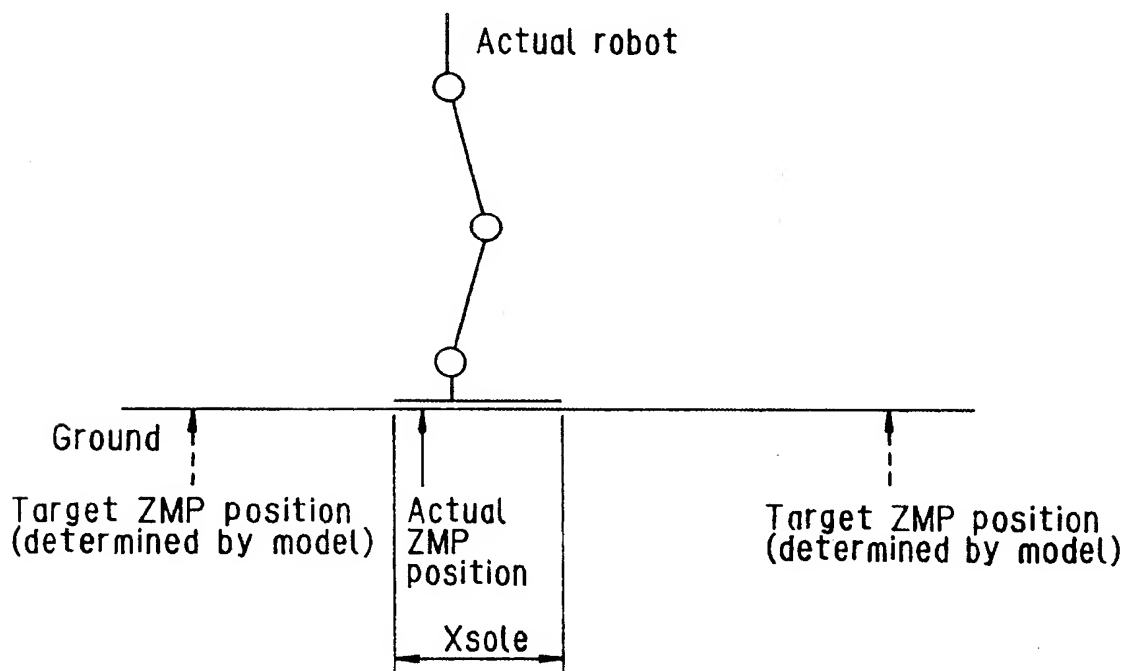 Actual robot
Ground
Target ZMP position
(determined by model)
Actual
ZMP
position
Target ZMP position
(determined by model)
Xsole